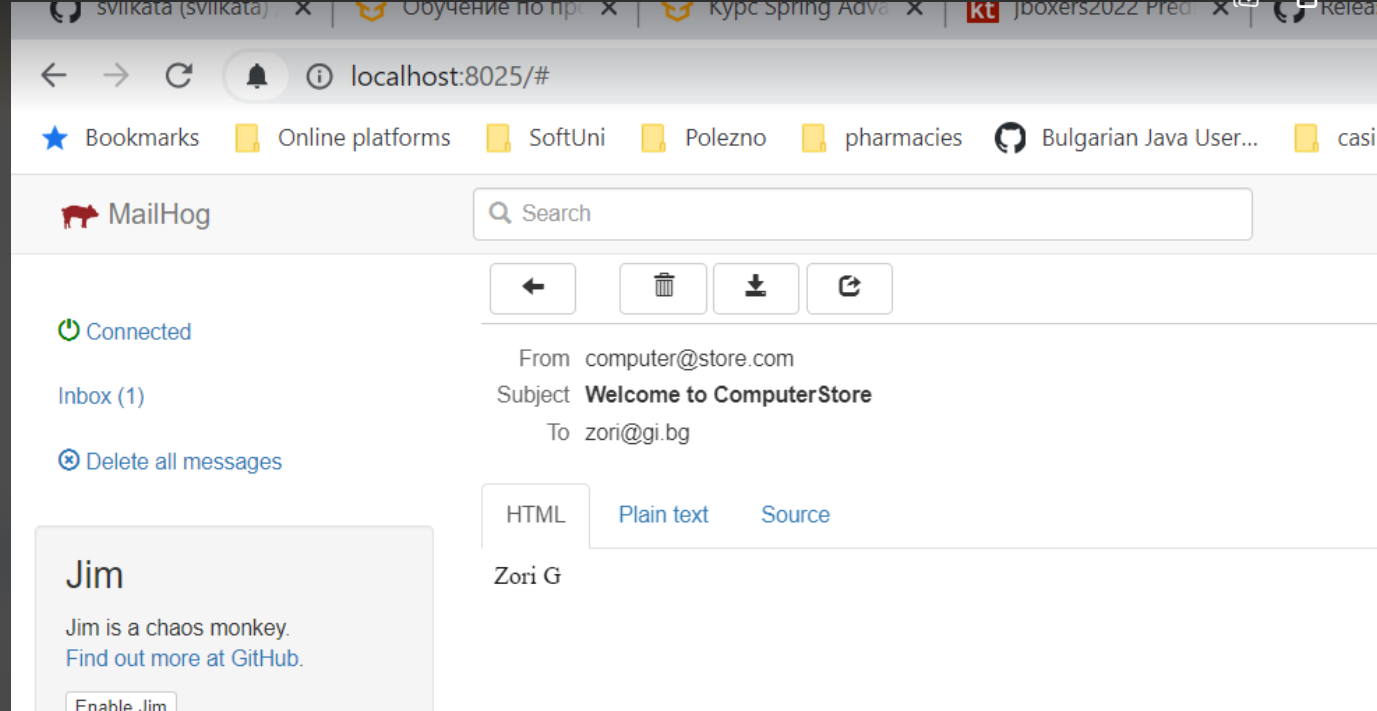 svilkata (svilkata) Обучение по про Курс Spring Adva kt jboxers2022 Pred Relea
localhost:8025/#
Bookmarks Online platforms SoftUni Polezno pharmacies Bulgarian Java User... casi
MailHog Search
Connected
From computer@store.com
Inbox (1)
Subject Welcome to ComputerStore
To zori@gi.bg
Delete all messages
HTML Plain text Source
Zori G
Jim
Jim is a chaos monkey.
Find out more at GitHub.
Enable Jim